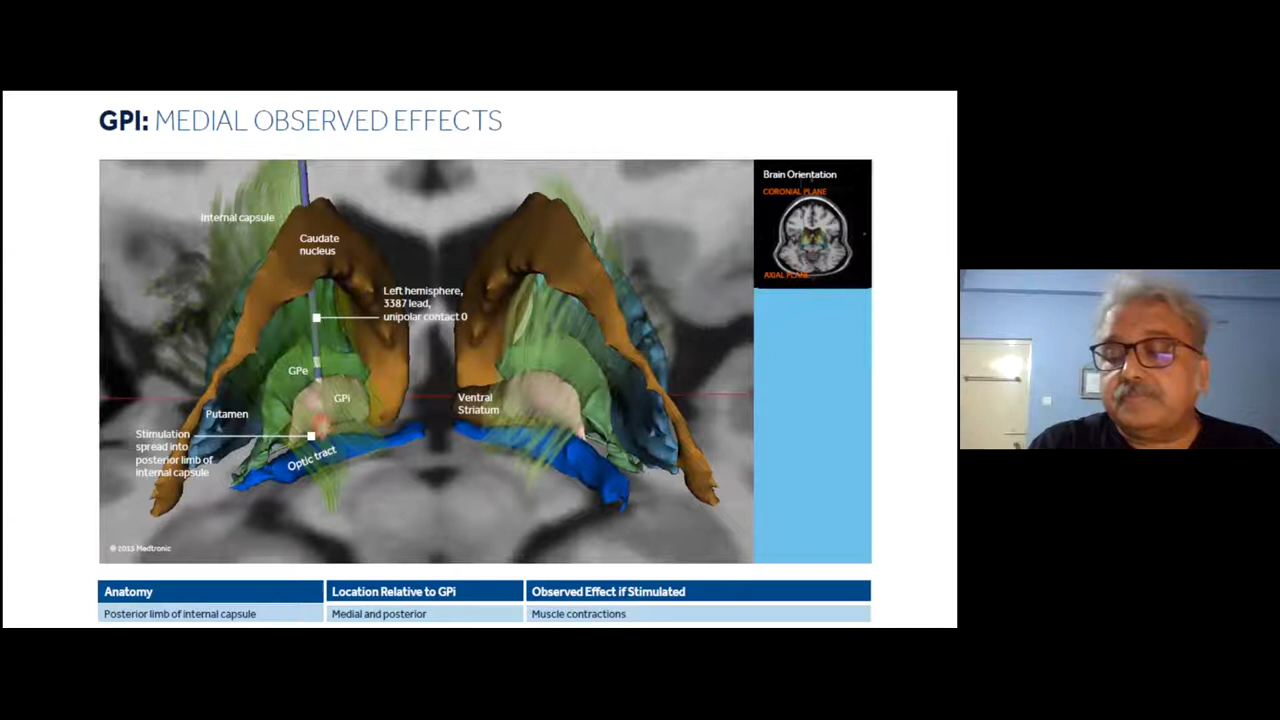 GPI: MEDIAL OBSERVED EFFECTS
Brain Orientation
CORONIAL PLANE
AXIAL PLANE
Internal capsule
Caudate
nucleus
Left hemisphere,
3387 lead,
unipolar contact 0
GPe
GPi
Ventral
Striatum
Putamen
Stimulation
spread into
posterior limb of
internal capsule
Optic tract
© 2015 Medtronic
Anatomy Location Relative to GPi Observed Effect if Stimulated
Posterior limb of internal capsule Medial and posterior Muscle contractions